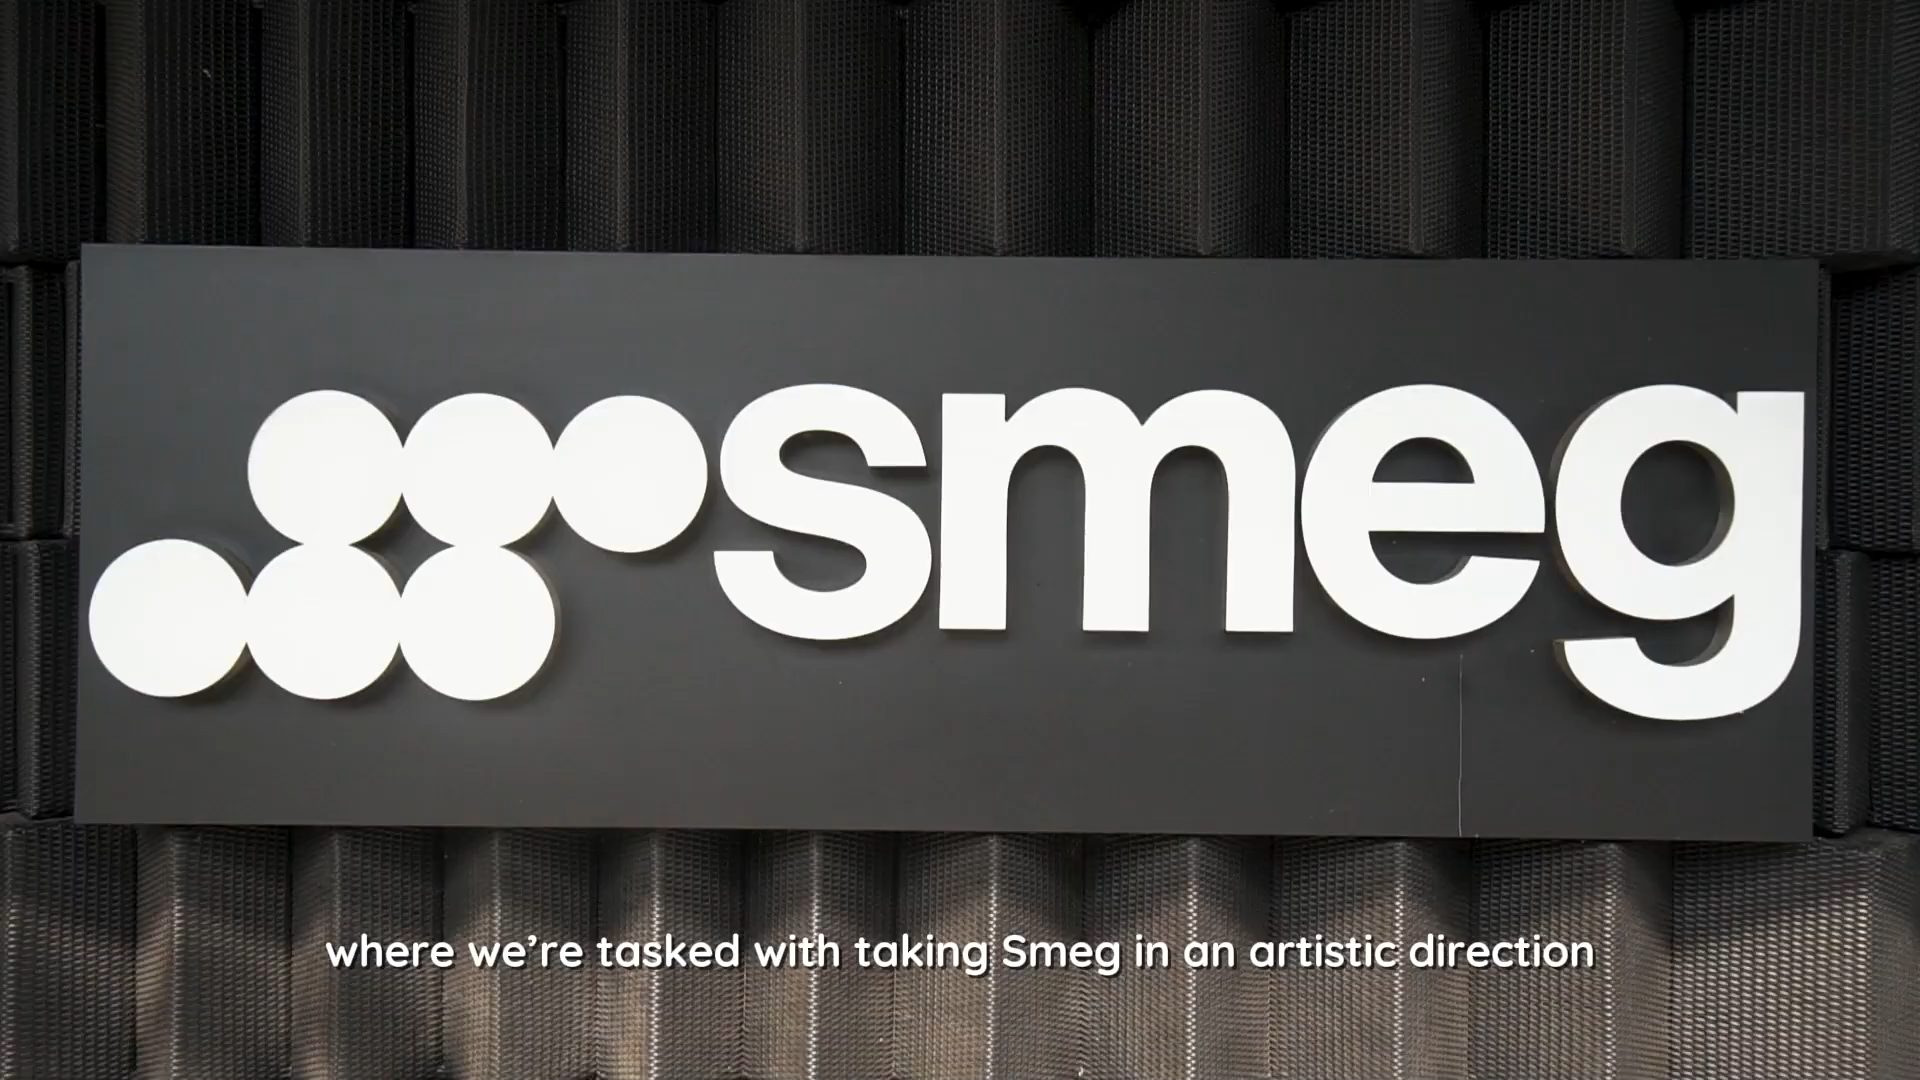 smeg
where we’re tasked with taking Smeg in an artistic direction